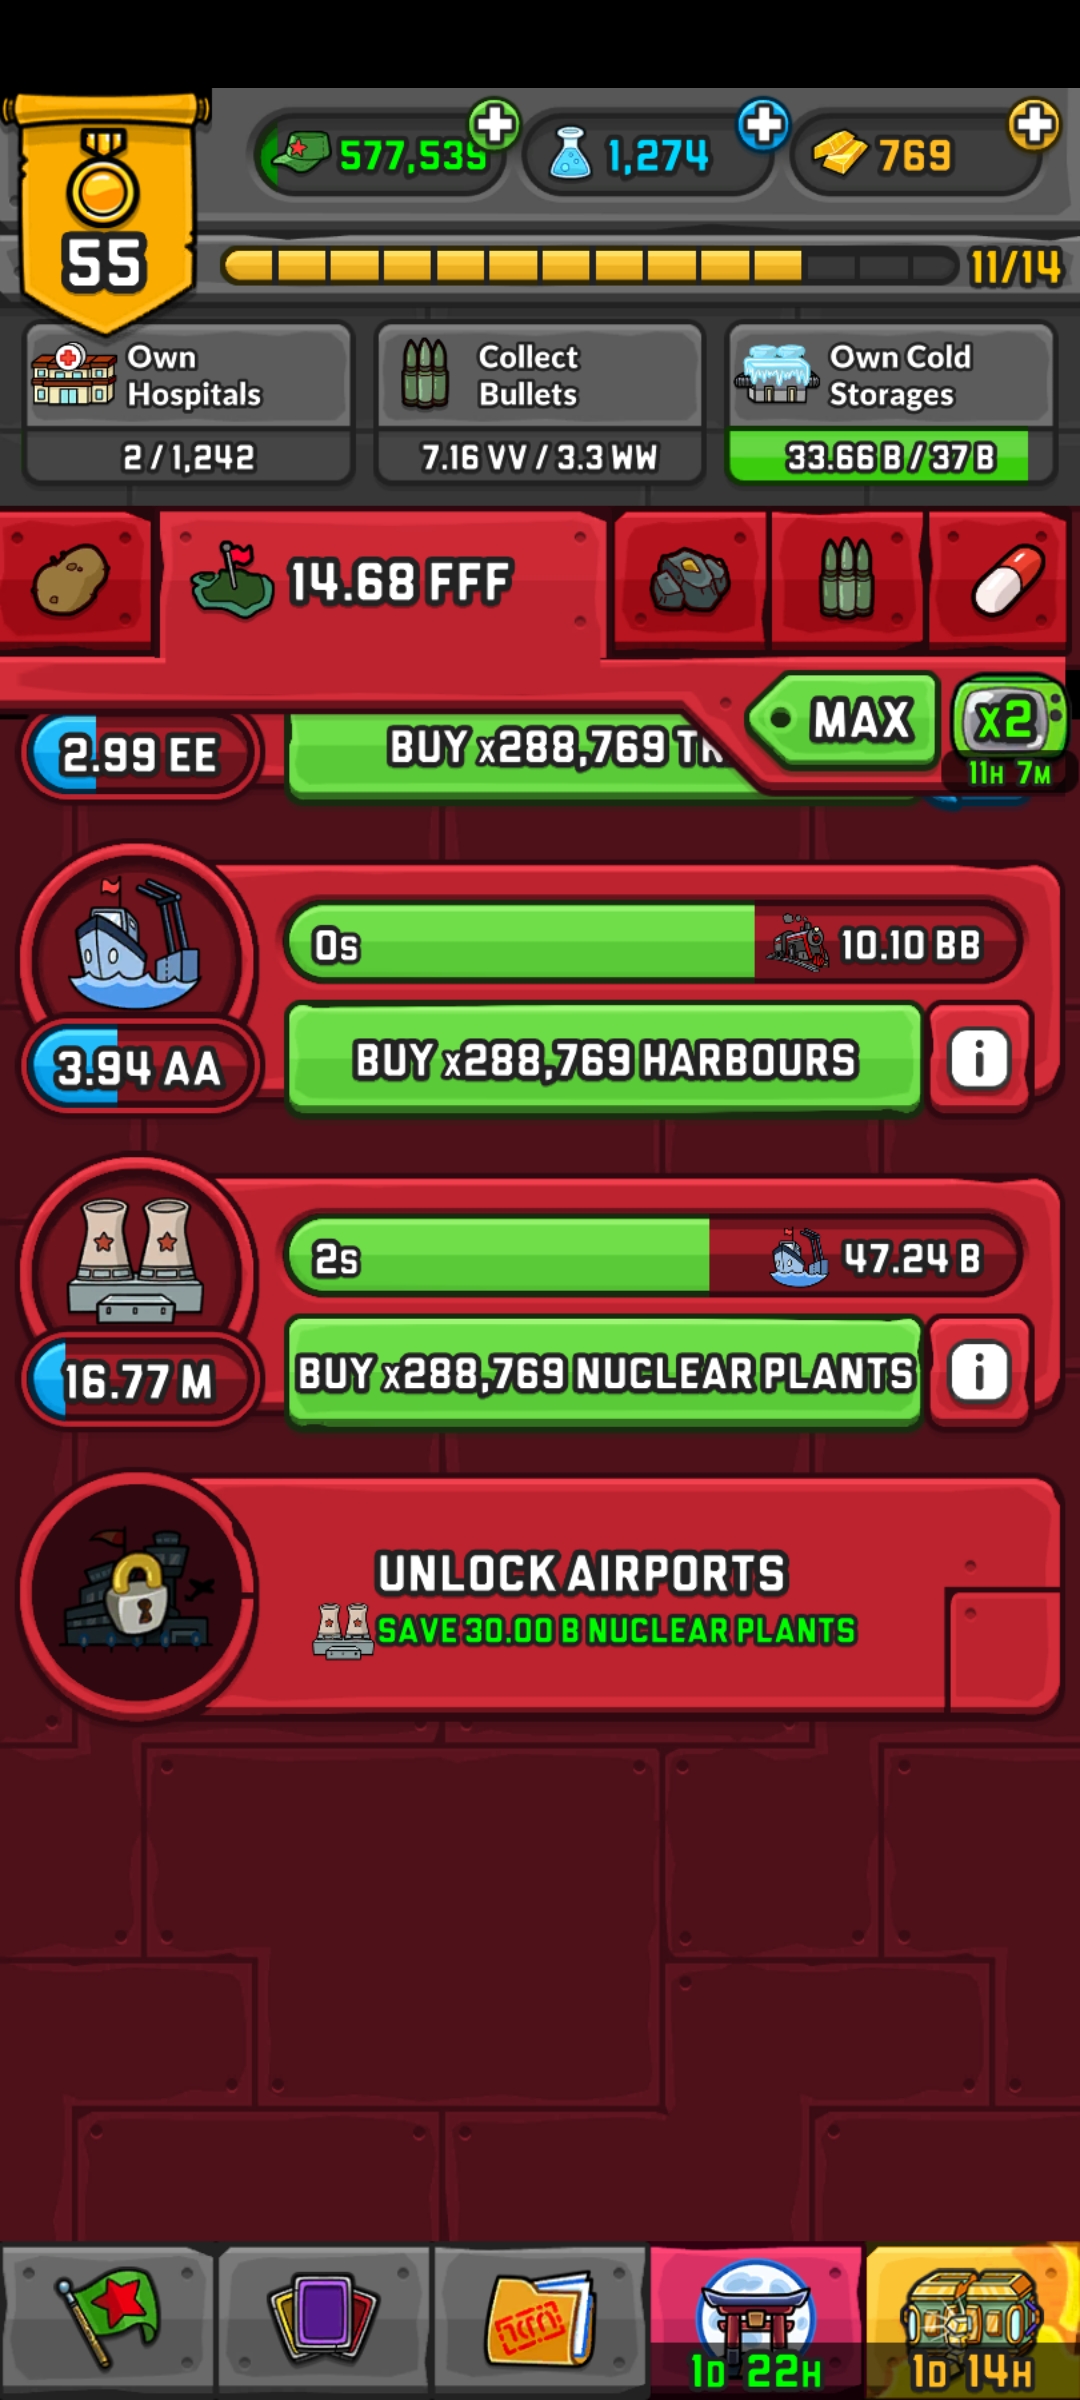 577,539
1,274
769
55
11/14
Own
Hospitals
2 / 1,242
Collect
Bullets
7.16 VV / 3.3 WW
Own Cold
Storages
33.66 B / 37 B
14.68 FFF
MAX
x2
11H 7M
2.99 EE
BUY x288,769
0s
10.10 BB
3.94 AA
BUY x288,769 HARBOURS
i
2s
47.24 B
16.77 M
BUY x288,769 NUCLEAR PLANTS
i
UNLOCK AIRPORTS
SAVE 30.00 B NUCLEAR PLANTS
1D 22H
1D 14H